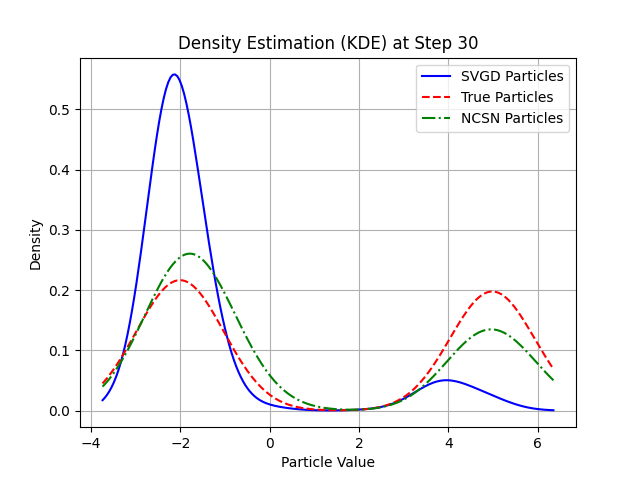 Density Estimation (KDE) at Step 30
SVGD Particles
True Particles
NCSN Particles
Density
0.5
0.4
0.3
0.2
0.1
0.0
−4
−2
0
2
4
6
Particle Value